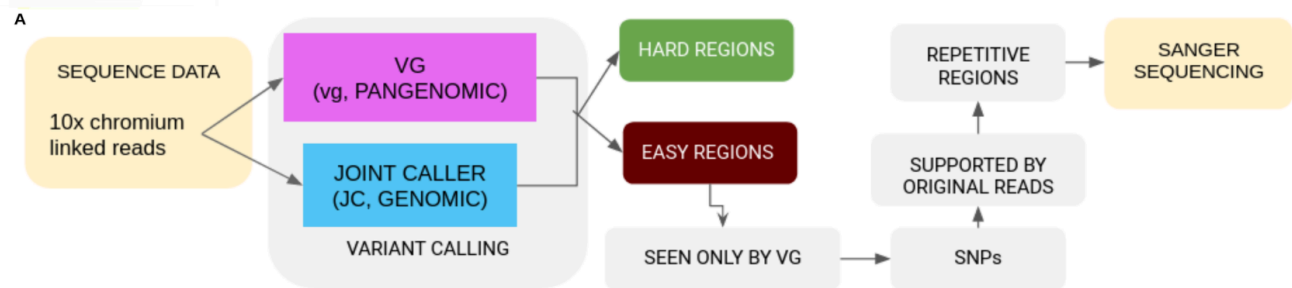 A
SEQUENCE DATA
10x chromium
linked reads
VG
(vg, PANGENOMIC)
JOINT CALLER
(JC, GENOMIC)
VARIANT CALLING
HARD REGIONS
EASY REGIONS
SEEN ONLY BY VG
SNPs
SUPPORTED BY
ORIGINAL READS
REPETITIVE
REGIONS
SANGER
SEQUENCING